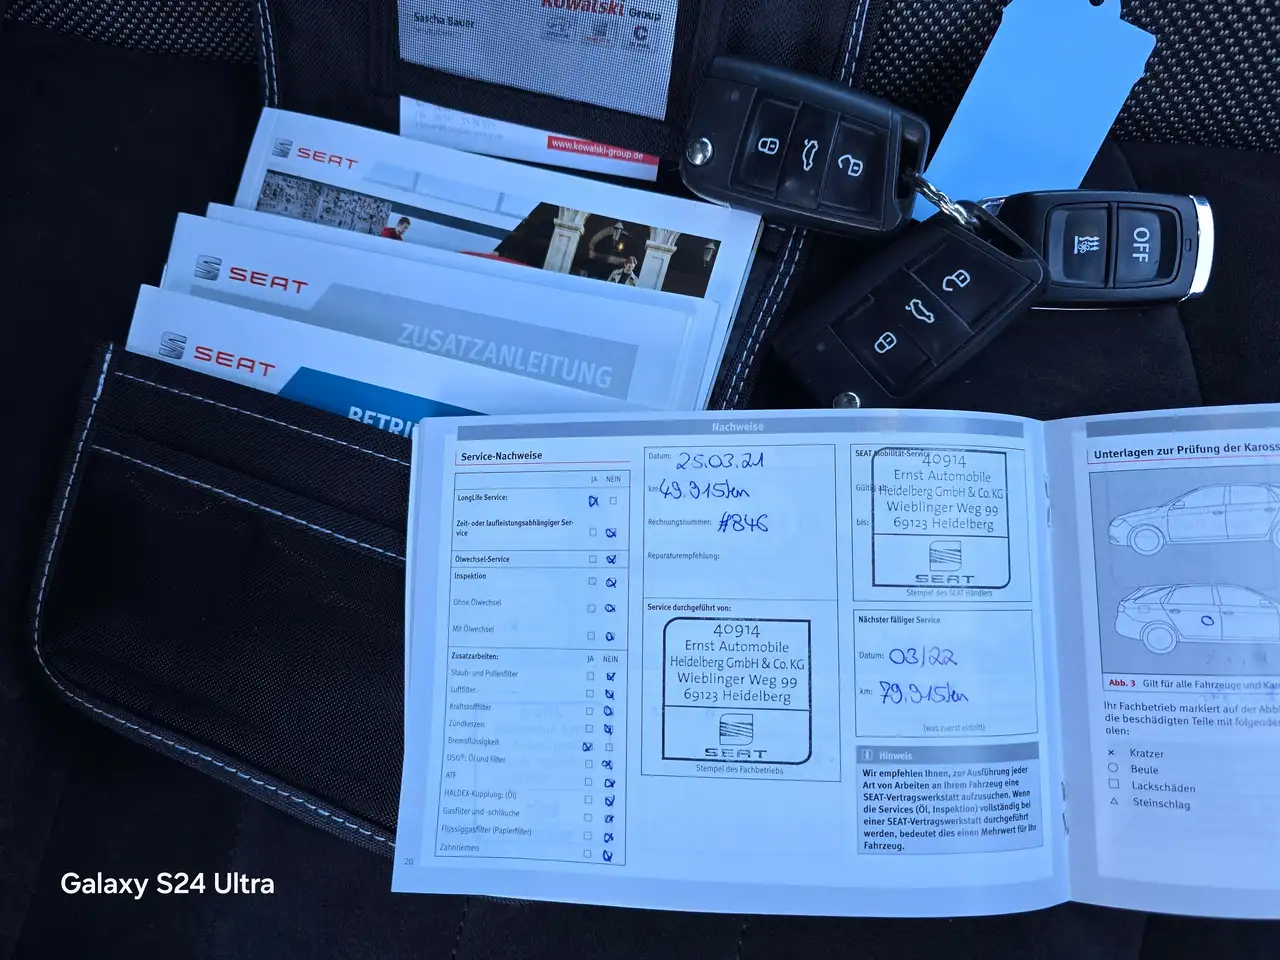 Sascha Bauer
Kowalski Group
www.kowalski-group.de
SEAT
SEAT
ZUSATZANLEITUNG
SEAT
BETRI
OFF
Nachweise
Service-Nachweise
JA NEIN
LongLife Service:
Zeit- oder laufleistungsabhängiger Ser-
vice
Ölwechsel-Service
Inspektion
Ohne Ölwechsel
Mit Ölwechsel
Zusatzarbeiten: JA NEIN
Staub- und Pollenfilter
Luftfilter
Kraftstofffilter
Zündkerzen
Bremsflüssigkeit
DSG®: Öl und Filter
ATF
HALDEX-Kupplung: (Öl)
Gasfilter und -schläuche
Flüssiggasfilter (Papierfilter)
Zahnriemen
20
Datum: 25.03.21
km: 49.915km
Rechnungsnummer: #846
Reparaturempfehlung:
Service durchgeführt von:
40914
Ernst Automobile
Heidelberg GmbH & Co. KG
Wieblinger Weg 99
69123 Heidelberg
SEAT
Stempel des Fachbetriebs
SEAT Mobilität-Service
Gültig
bis:
40914
Ernst Automobile
Heidelberg GmbH & Co. KG
Wieblinger Weg 99
69123 Heidelberg
SEAT
Stempel des SEAT Händlers
Nächster fälliger Service
Datum: 03/22
km: 79.915km
(was zuerst eintritt)
Hinweis
Wir empfehlen Ihnen, zur Ausführung jeder
Art von Arbeiten an Ihrem Fahrzeug eine
SEAT-Vertragswerkstatt aufzusuchen. Wenn
die Services (Öl, Inspektion) vollständig bei
einer SEAT-Vertragswerkstatt durchgeführt
werden, bedeutet dies einen Mehrwert für Ihr
Fahrzeug.
Unterlagen zur Prüfung der Kaross
Abb. 3 Gilt für alle Fahrzeuge und Kar
Ihr Fachbetrieb markiert auf der Abb
die beschädigten Teile mit folgenden
olen:
× Kratzer
○ Beule
□ Lackschäden
△ Steinschlag
Galaxy S24 Ultra